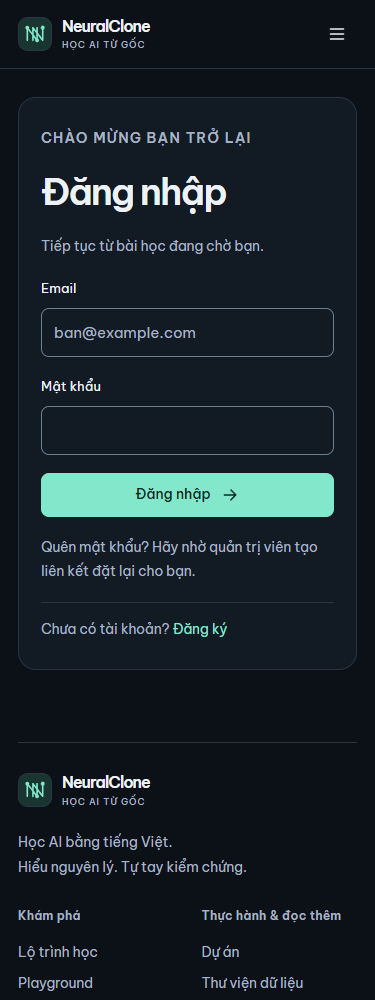 NeuralClone
HỌC AI TỪ GỐC
CHÀO MỪNG BẠN TRỞ LẠI
Đăng nhập
Tiếp tục từ bài học đang chờ bạn.
Email
ban@example.com
Mật khẩu
Đăng nhập →
Quên mật khẩu? Hãy nhờ quản trị viên tạo
liên kết đặt lại cho bạn.
Chưa có tài khoản? Đăng ký
NeuralClone
HỌC AI TỪ GỐC
Học AI bằng tiếng Việt.
Hiểu nguyên lý. Tự tay kiểm chứng.
Khám phá
Thực hành & đọc thêm
Lộ trình học
Dự án
Playground
Thư viện dữ liệu